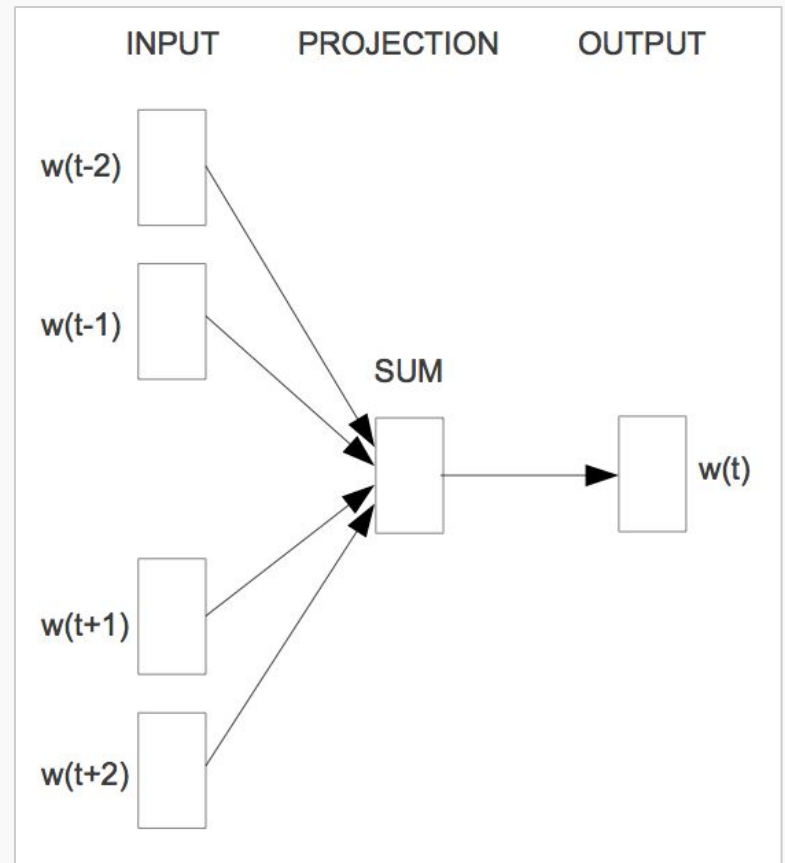 INPUT PROJECTION OUTPUT
w(t-2)
w(t-1)
SUM
w(t)
w(t+1)
w(t+2)